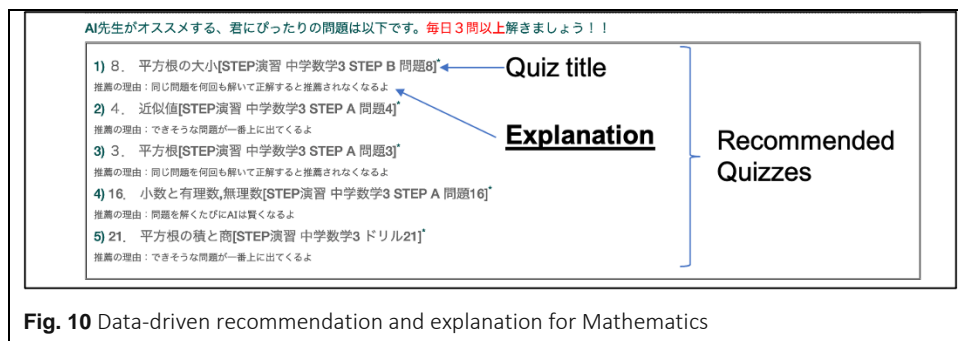 AI先生がオススメする、君にぴったりの問題は以下です。毎日３問以上解きましょう！！
1) 8． 平方根の大小[STEP演習 中学数学3 STEP B 問題8]*
推薦の理由：同じ問題を何回も解いて正解すると推薦されなくなるよ
2) 4． 近似値[STEP演習 中学数学3 STEP A 問題4]*
推薦の理由：できそうな問題が一番上に出てくるよ
3) 3． 平方根[STEP演習 中学数学3 STEP A 問題3]*
推薦の理由：同じ問題を何回も解いて正解すると推薦されなくなるよ
4) 16． 小数と有理数,無理数[STEP演習 中学数学3 STEP A 問題16]*
推薦の理由：問題を解くたびにAIは賢くなるよ
5) 21． 平方根の積と商[STEP演習 中学数学3 ドリル21]*
推薦の理由：できそうな問題が一番上に出てくるよ
Quiz title
Explanation
Recommended
Quizzes
Fig. 10 Data-driven recommendation and explanation for Mathematics